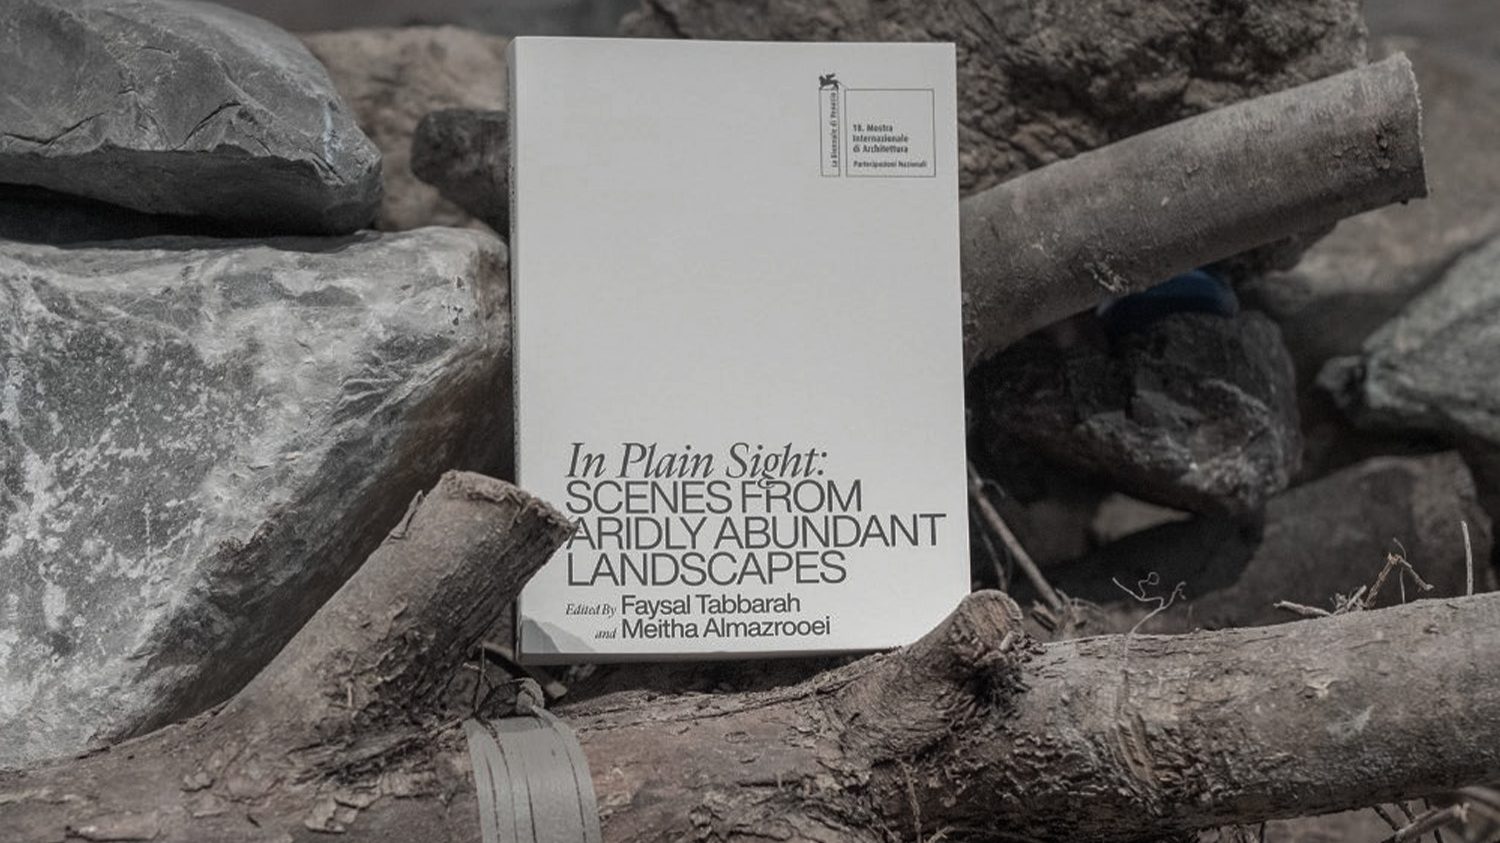 La Biennale di Venezia
18. Mostra
Internazionale
di Architettura
Partecipazioni Nazionali
In Plain Sight:
SCENES FROM
ARIDLY ABUNDANT
LANDSCAPES
Edited By Faysal Tabbarah
and Meitha Almazrooei